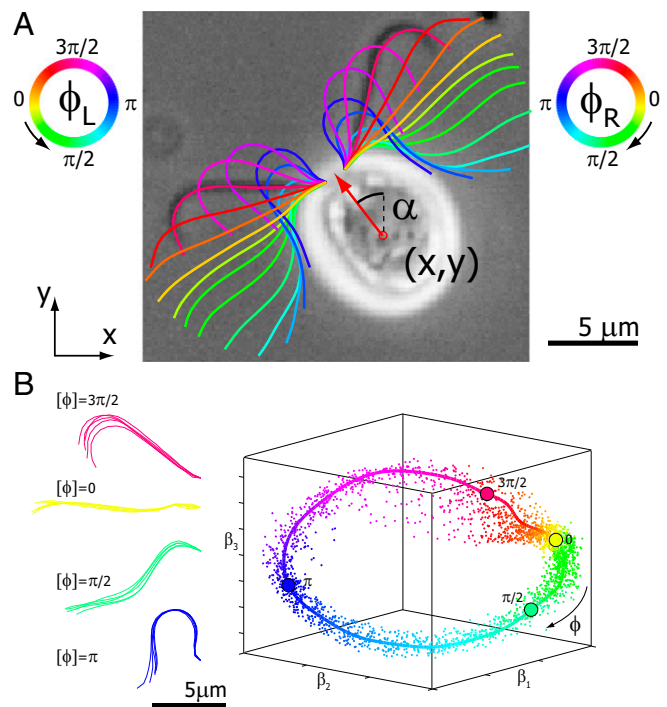 A
3π/2
0
ϕL
π
π/2
3π/2
π
ϕR
0
π/2
α
(x,y)
y
x
5 μm
B
[ϕ]=3π/2
[ϕ]=0
[ϕ]=π/2
[ϕ]=π
5μm
3π/2
0
π/2
π
ϕ
β3
β2
β1